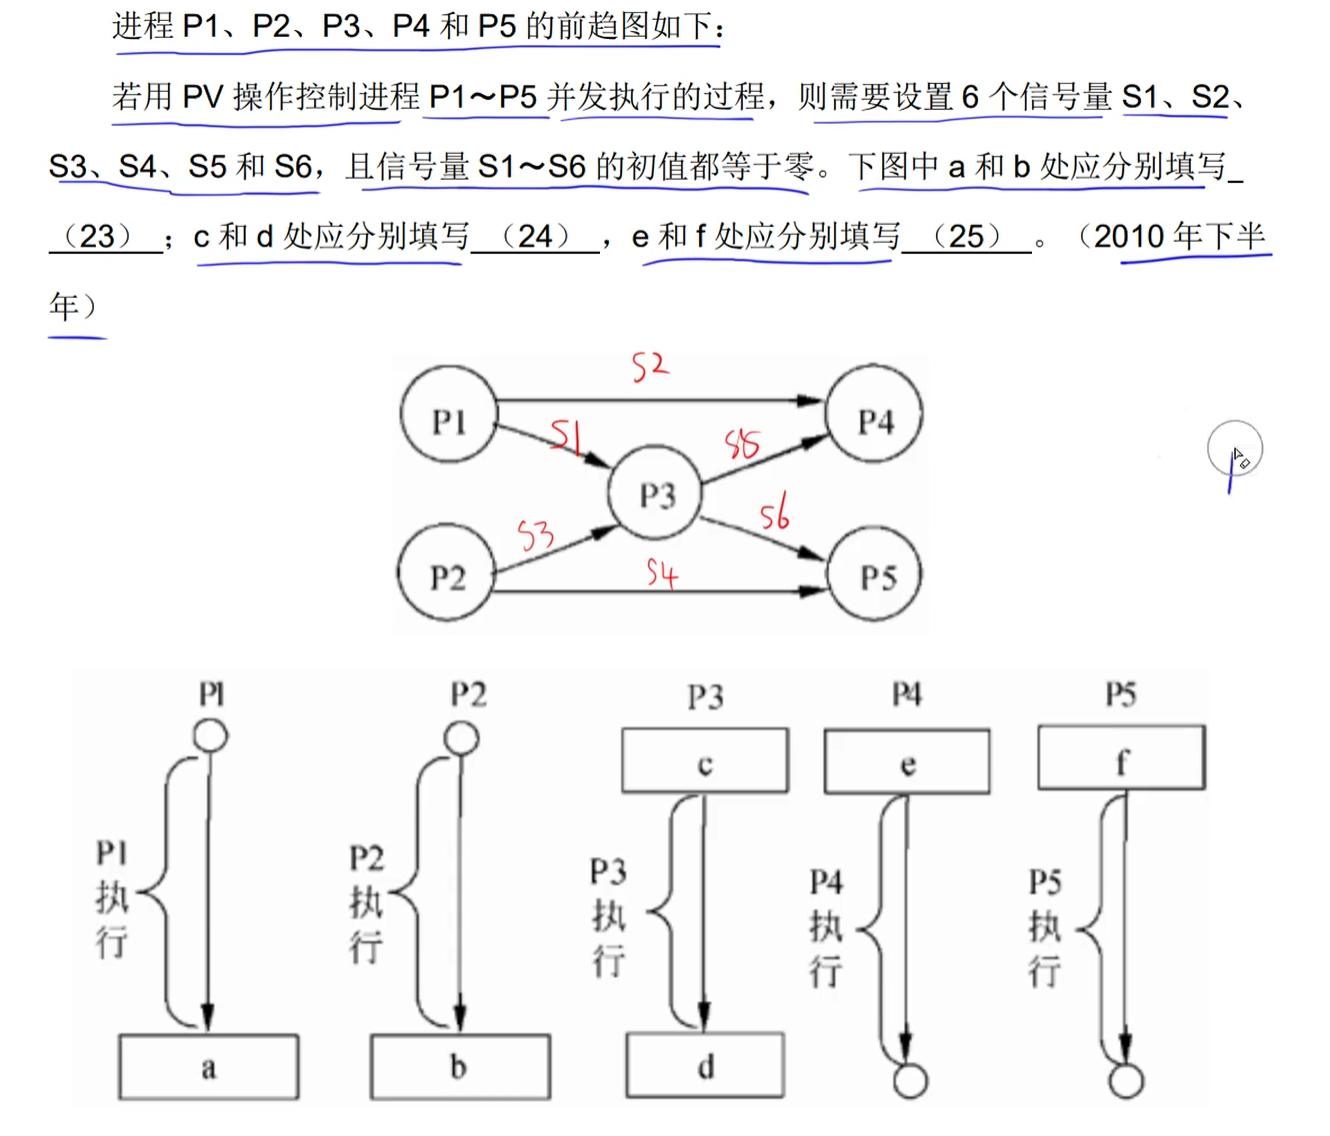 进程 P1、P2、P3、P4 和 P5 的前趋图如下：
若用 PV 操作控制进程 P1～P5 并发执行的过程，则需要设置 6 个信号量 S1、S2、
S3、S4、S5 和 S6，且信号量 S1～S6 的初值都等于零。下图中 a 和 b 处应分别填写_
（23）；c 和 d 处应分别填写（24），e 和 f 处应分别填写（25）。（2010 年下半
年）
S2
P1
P4
S1
S5
P3
S6
S3
S4
P2
P5
P1
P2
P3
P4
P5
c
e
f
P1
执
行
P2
执
行
P3
执
行
P4
执
行
P5
执
行
a
b
d